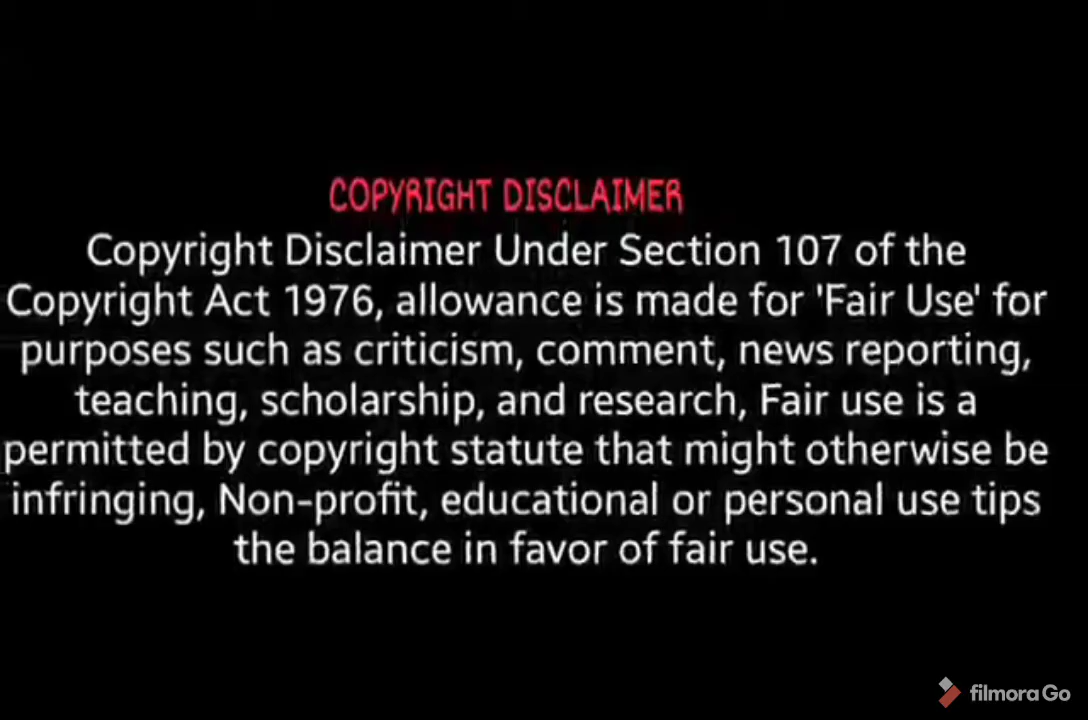 COPYRIGHT DISCLAIMER
Copyright Disclaimer Under Section 107 of the
Copyright Act 1976, allowance is made for 'Fair Use' for
purposes such as criticism, comment, news reporting,
teaching, scholarship, and research, Fair use is a
permitted by copyright statute that might otherwise be
infringing, Non-profit, educational or personal use tips
the balance in favor of fair use.
filmora Go